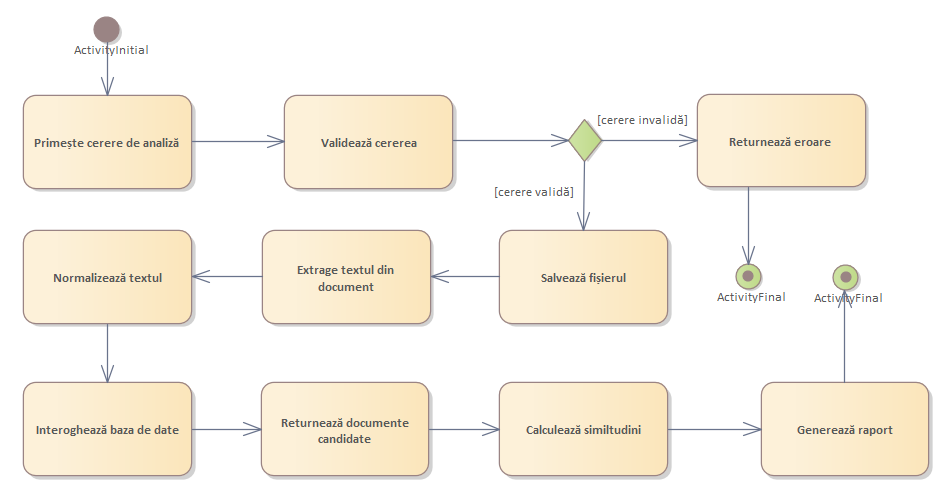 ActivityInitial
Primește cerere de analiză
Validează cererea
[cerere invalidă]
Returnează eroare
[cerere validă]
Normalizează textul
Extrage textul din
document
Salvează fișierul
ActivityFinal
ActivityFinal
Interoghează baza de date
Returnează documente
candidate
Calculează similtudini
Generează raport